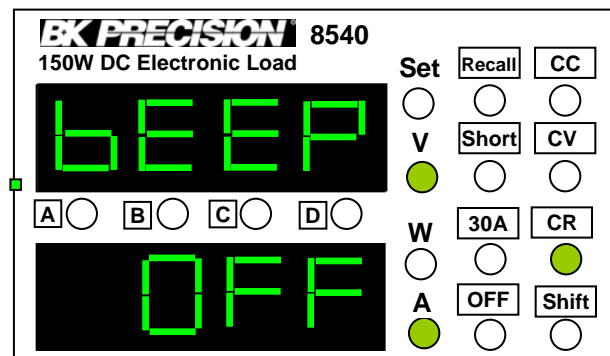 BK PRECISION 8540
150W DC Electronic Load
Set Recall CC
bEEP
V Short CV
A B C D
W 30A CR
OFF
A OFF Shift